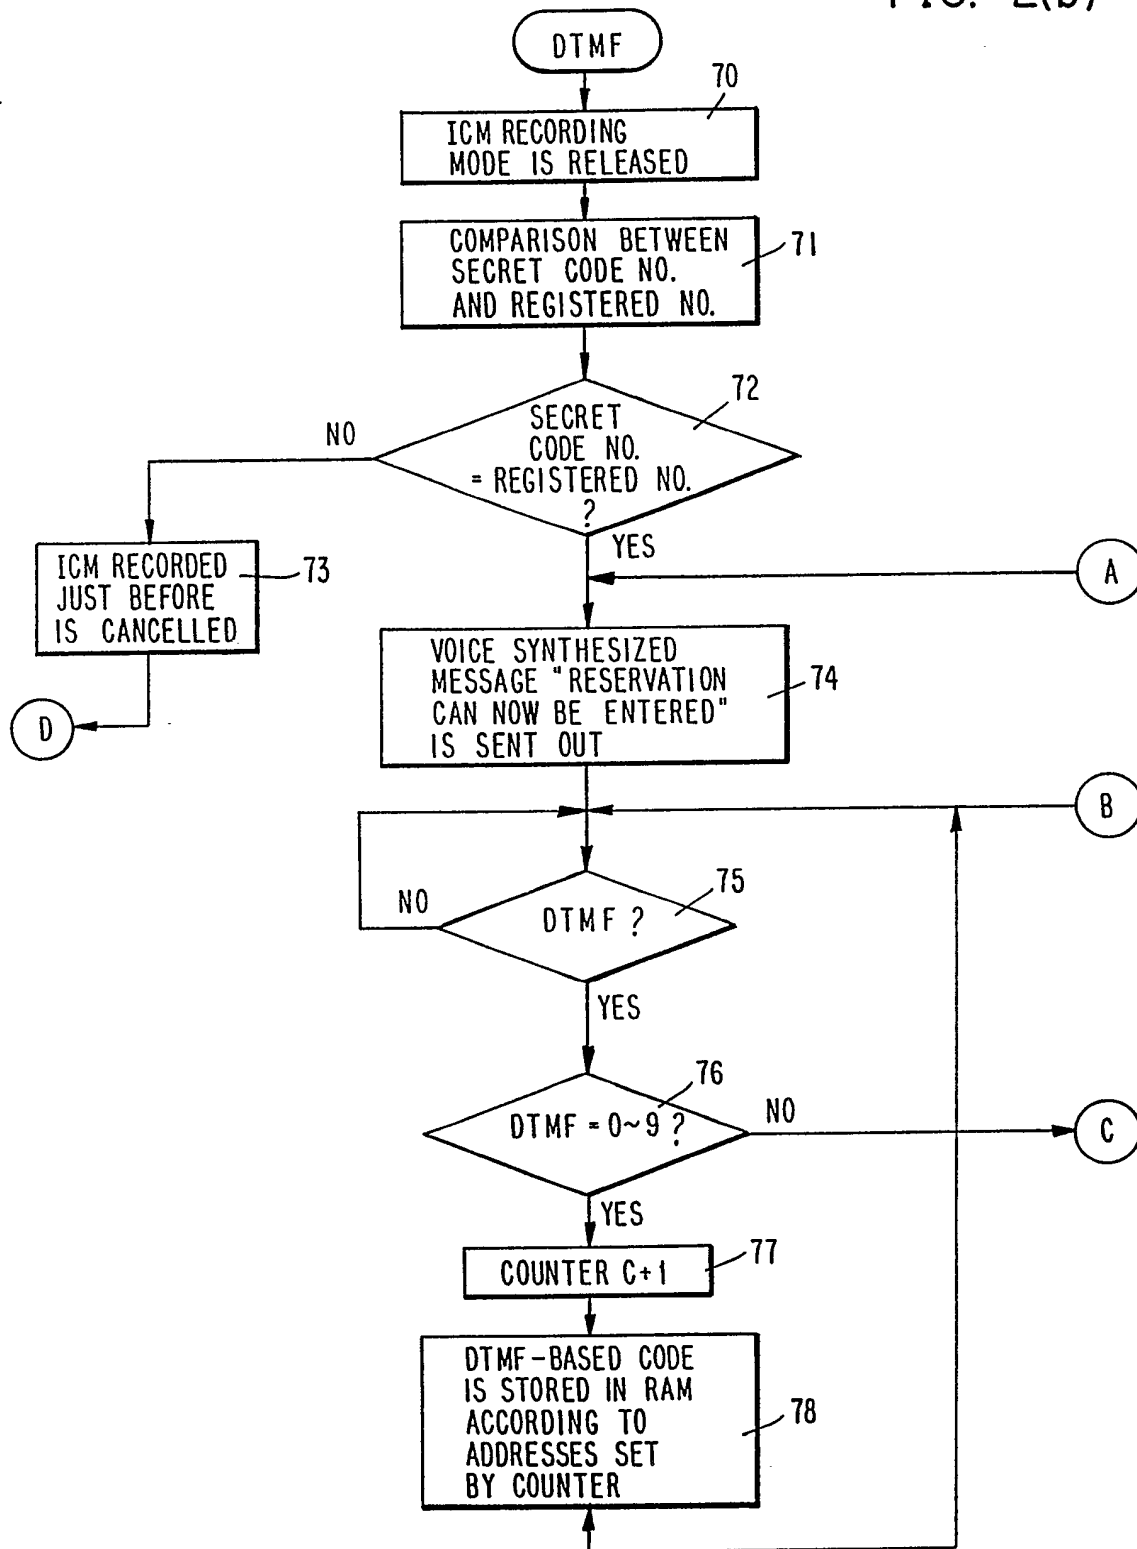 FIG. 2(b)
DTMF
70
ICM RECORDING
MODE IS RELEASED
COMPARISON BETWEEN
SECRET CODE NO.
AND REGISTERED NO.
71
72
SECRET
CODE NO.
= REGISTERED NO.
?
NO
YES
ICM RECORDED
JUST BEFORE
IS CANCELLED
73
A
VOICE SYNTHESIZED
MESSAGE "RESERVATION
CAN NOW BE ENTERED"
IS SENT OUT
74
D
B
75
DTMF ?
NO
YES
76
DTMF = 0~9 ?
NO
C
YES
77
COUNTER C+1
DTMF-BASED CODE
IS STORED IN RAM
ACCORDING TO
ADDRESSES SET
BY COUNTER
78